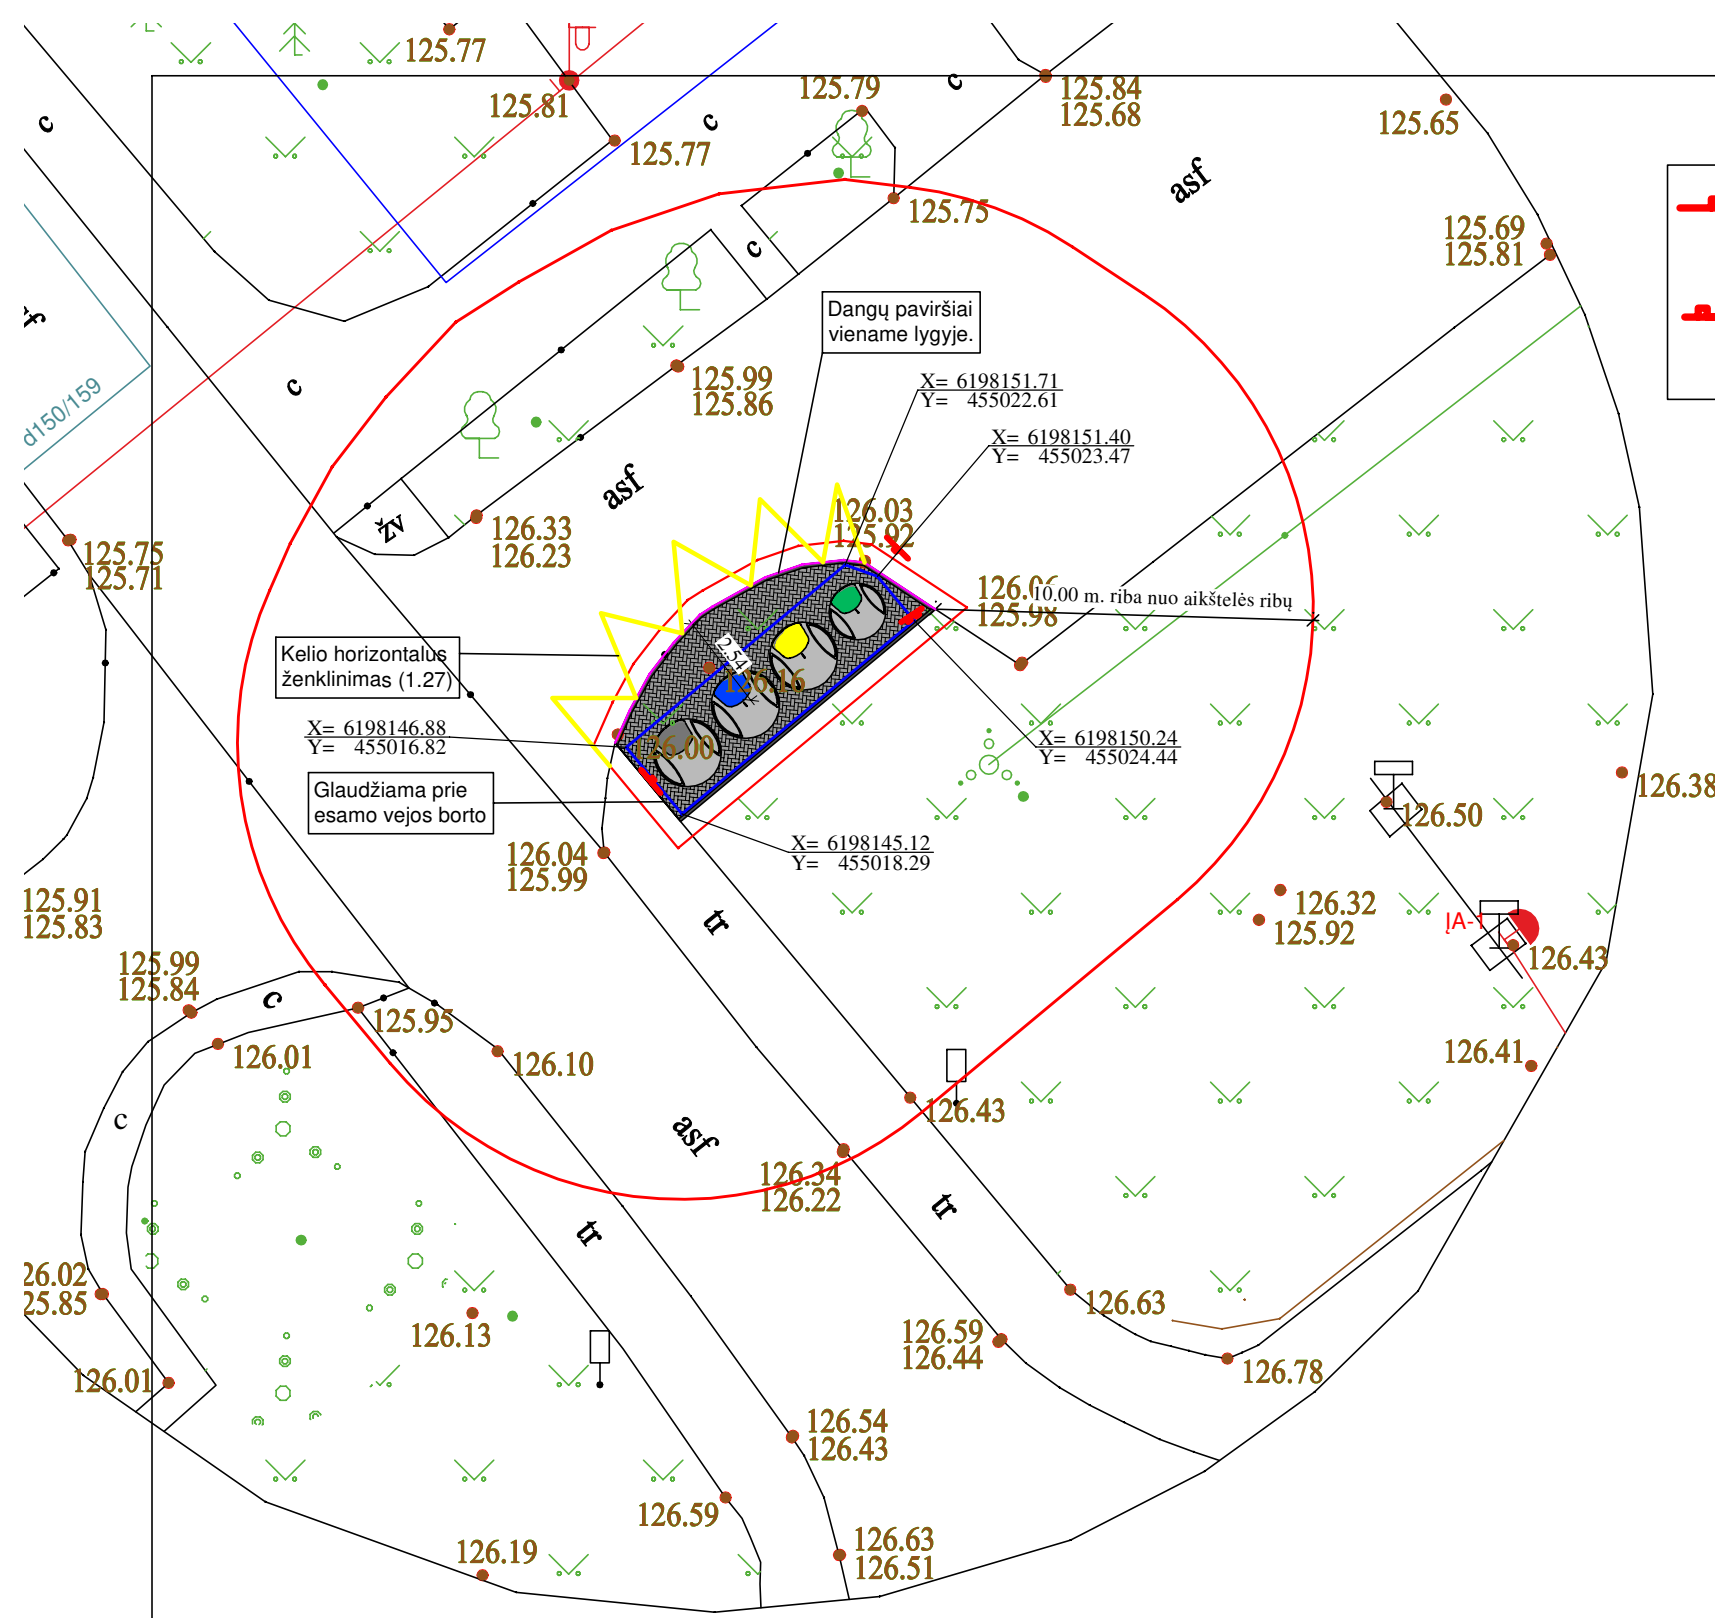 125.77
125.81
125.79
c
125.84
125.68
125.65
c
c
125.77
asf
125.75
125.69
125.81
c
Dangų paviršiai
viename lygyje.
c
125.99
125.86
d150/159
X= 6198151.71
Y= 455022.61
X= 6198151.40
Y= 455023.47
asf
žv
126.33
126.23
126.03
125.92
125.75
125.71
126.06
125.98
10.00 m. riba nuo aikštelės ribų
Kelio horizontalus
ženklinimas (1.27)
2.54
126.16
X= 6198146.88
Y= 455016.82
126.00
X= 6198150.24
Y= 455024.44
Glaudžiama prie
esamo vejos borto
126.38
126.50
X= 6198145.12
Y= 455018.29
126.04
125.99
125.91
125.83
126.32
125.92
tr
ĮA-1
126.43
125.99
125.84
c
125.95
126.01
126.10
126.41
c
126.43
asf
126.34
126.22
tr
tr
26.02
25.85
126.63
126.13
126.59
126.44
126.78
126.01
126.54
126.43
126.59
126.19
126.63
126.51